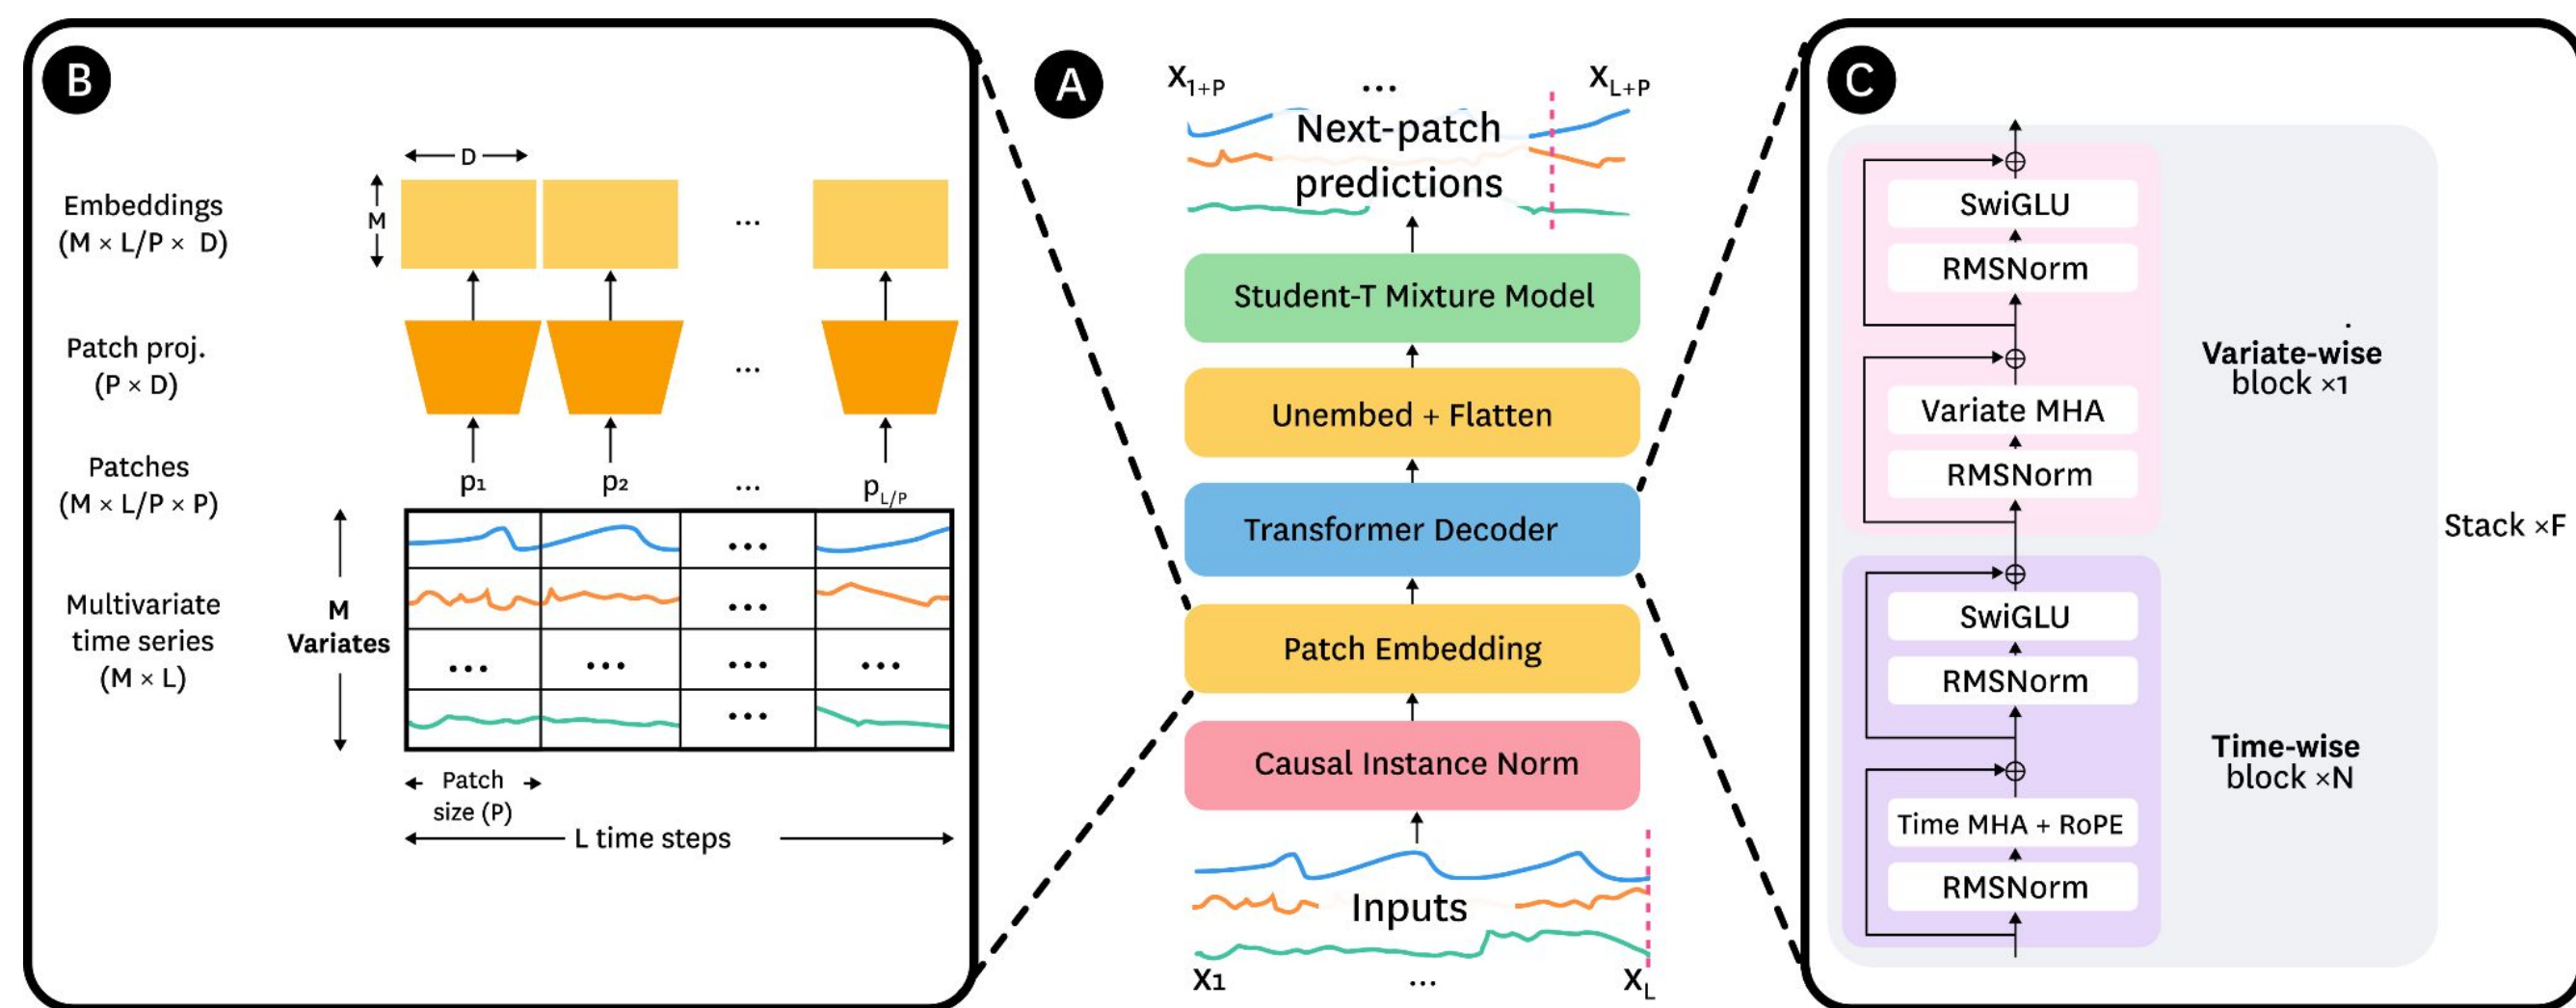 B
D
M
Embeddings
(M × L/P × D)
...
Patch proj.
(P × D)
...
Patches
(M × L/P × P)
p1
p2
...
pL/P
Multivariate
time series
(M × L)
M
Variates
...
...
...
...
...
...
...
Patch
size (P)
L time steps
A
X1+P
...
XL+P
Next-patch
predictions
Student-T Mixture Model
Unembed + Flatten
Transformer Decoder
Patch Embedding
Causal Instance Norm
Inputs
X1
...
XL
C
SwiGLU
RMSNorm
Variate MHA
RMSNorm
Variate-wise
block ×1
SwiGLU
RMSNorm
Time MHA + RoPE
RMSNorm
Time-wise
block ×N
Stack ×F